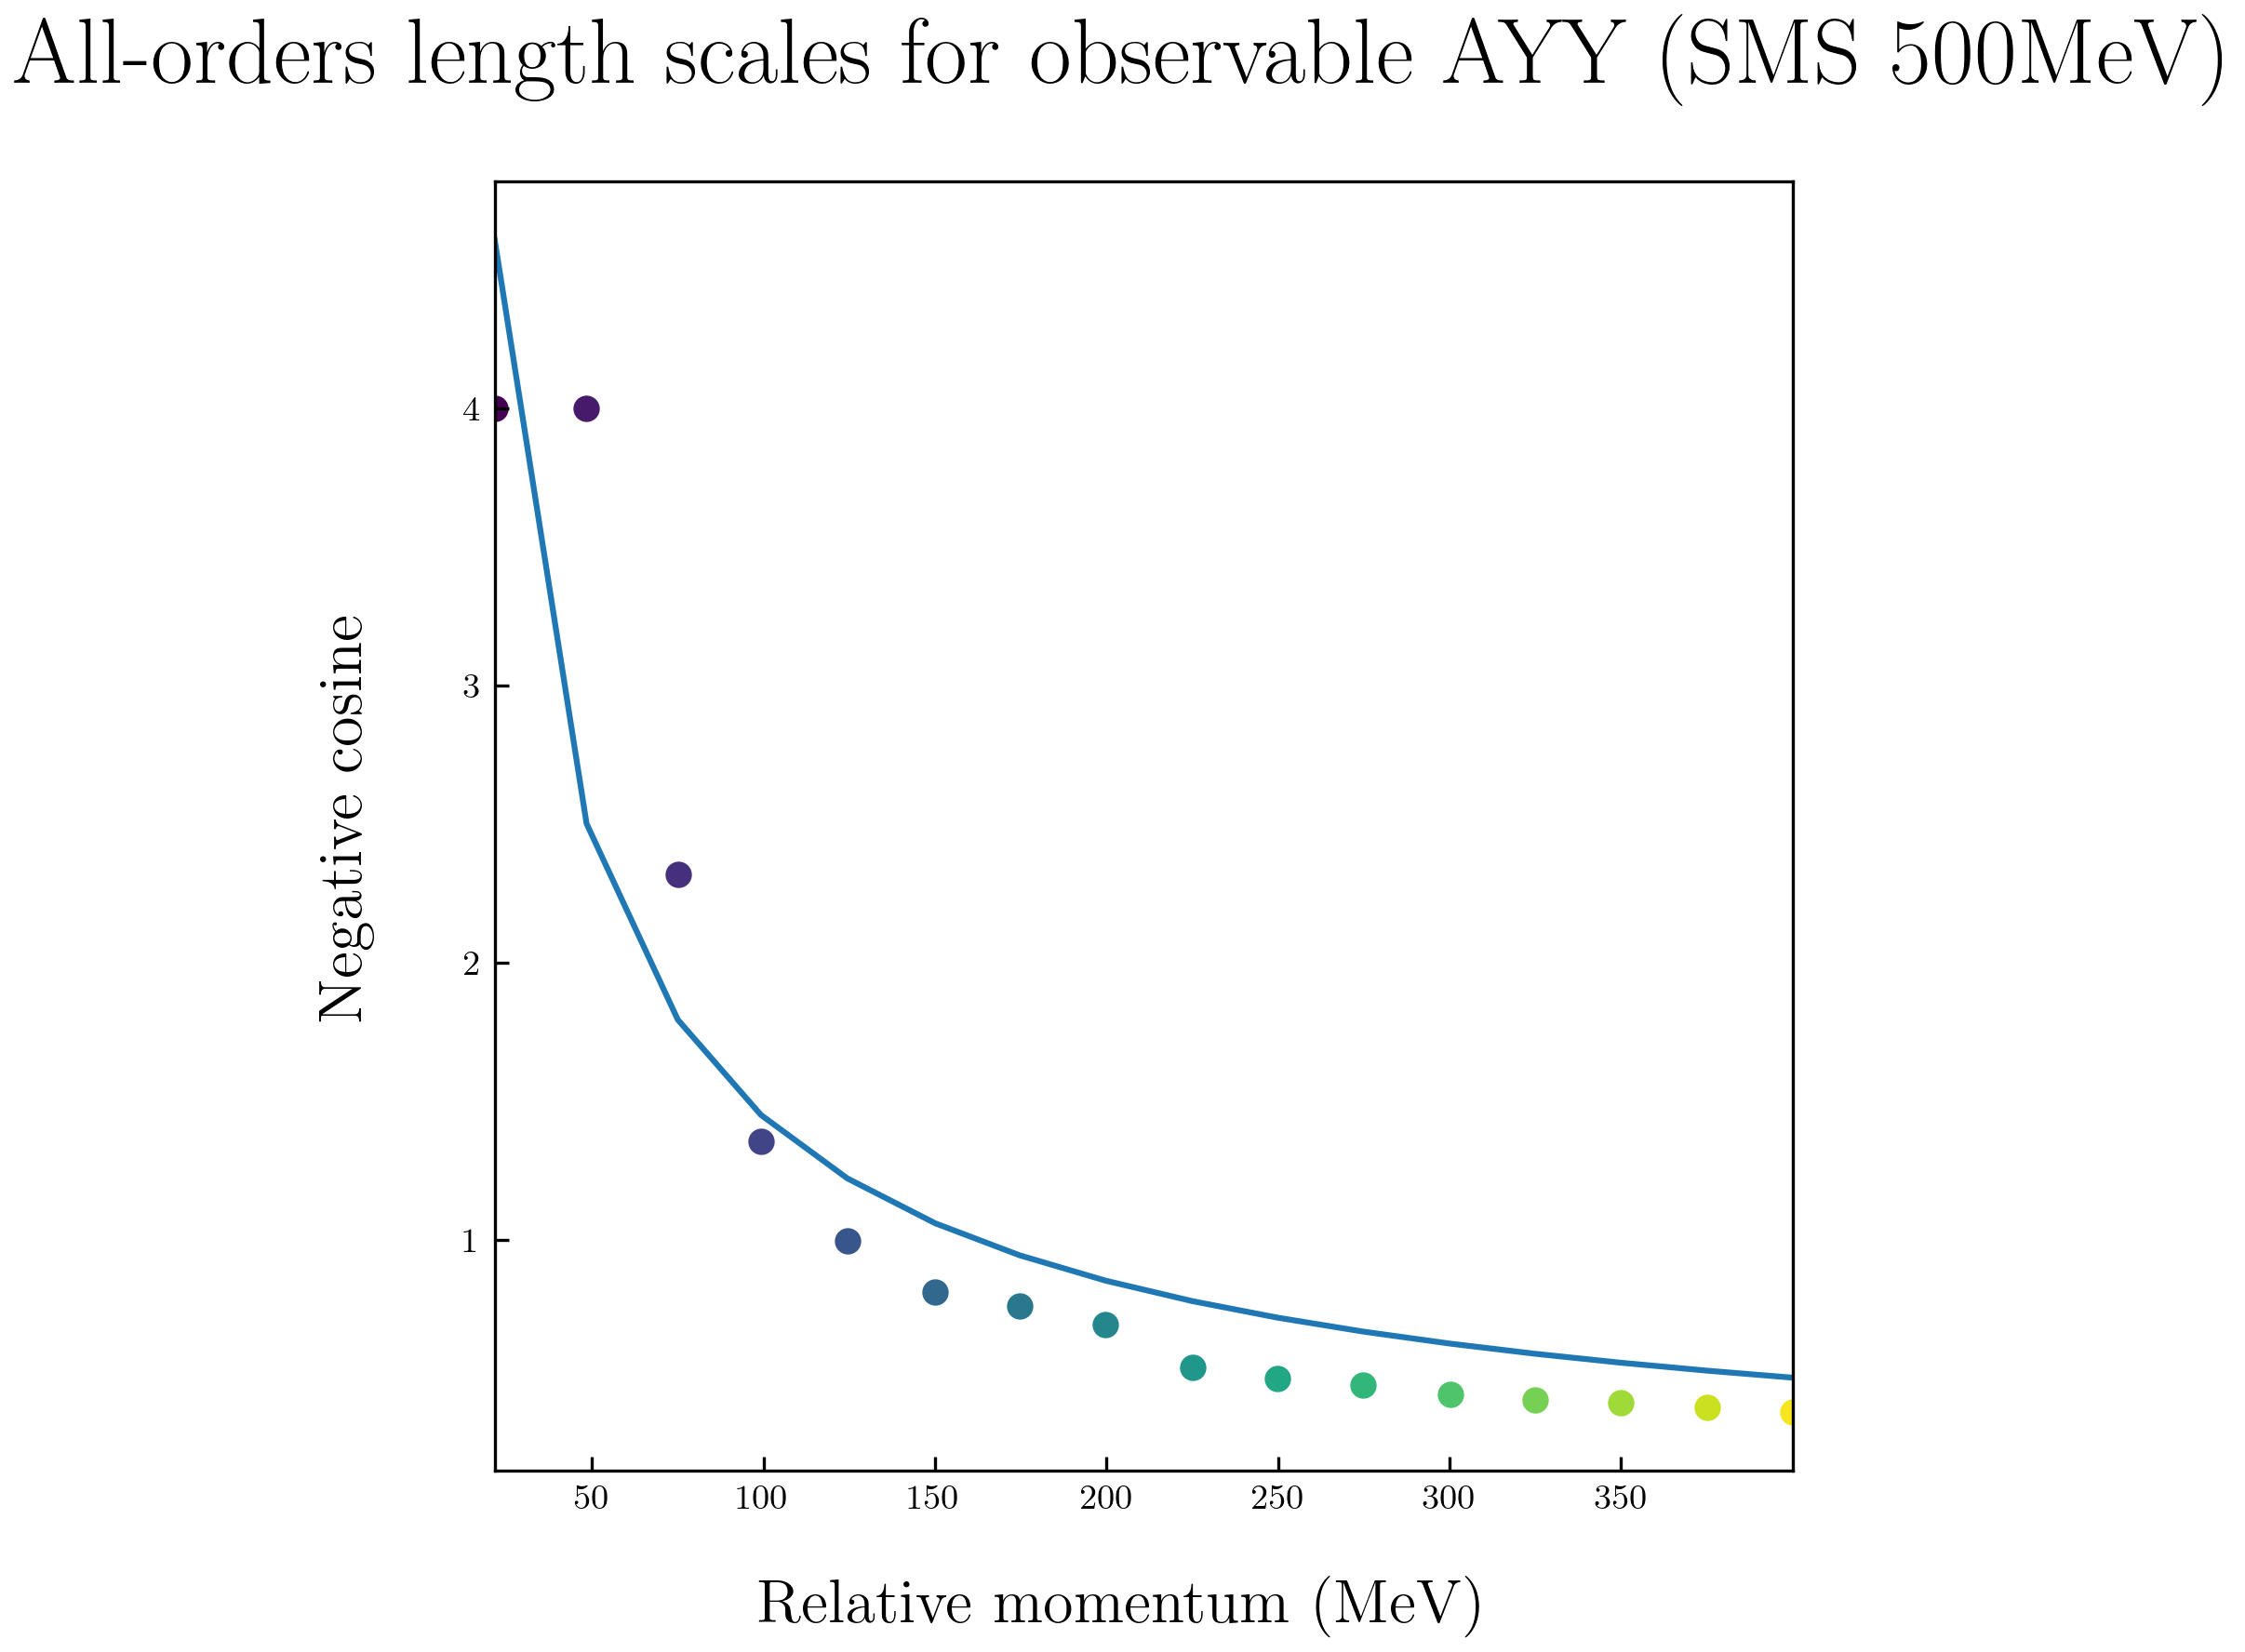 All-orders length scales for observable AYY (SMS 500MeV)
Negative cosine
4
3
2
1
50 100 150 200 250 300 350
Relative momentum (MeV)